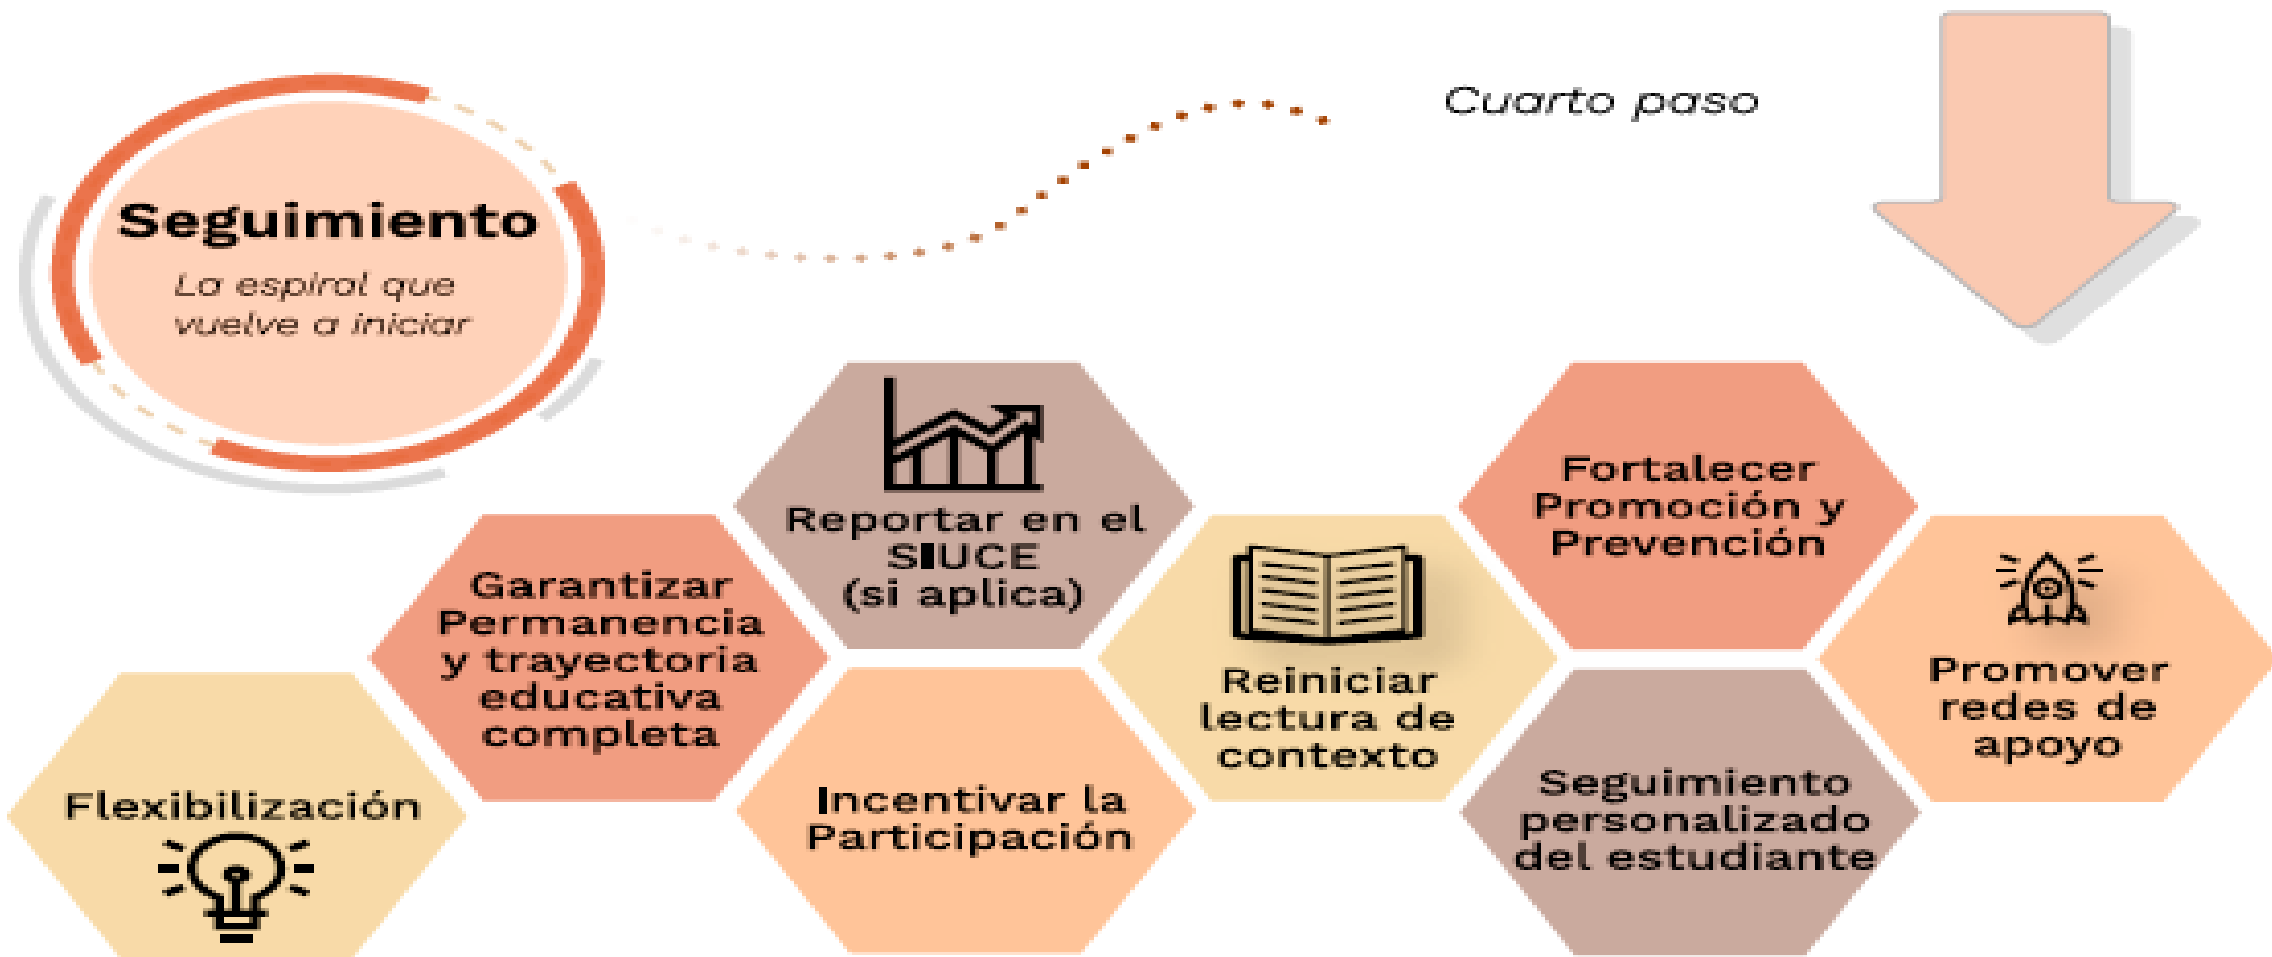 Cuarto paso
Seguimiento
La espiral que
vuelve a iniciar
Flexibilización
Garantizar
Permanencia
y trayectoria
educativa
completa
Reportar en el
SIUCE
(si aplica)
Incentivar la
Participación
Reiniciar
lectura de
contexto
Fortalecer
Promoción y
Prevención
Seguimiento
personalizado
del estudiante
Promover
redes de
apoyo